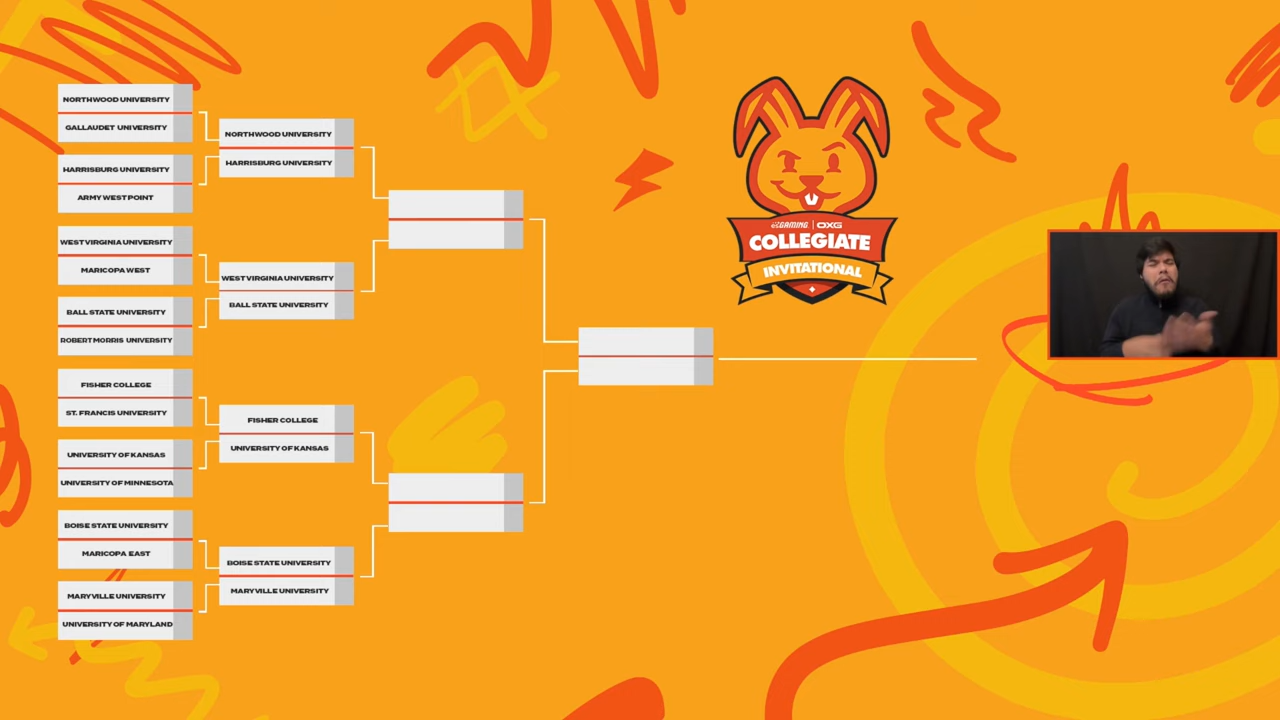 NORTHWOOD UNIVERSITY
GALLAUDET UNIVERSITY
HARRISBURG UNIVERSITY
ARMY WEST POINT
WEST VIRGINIA UNIVERSITY
MARICOPA WEST
BALL STATE UNIVERSITY
ROBERT MORRIS UNIVERSITY
FISHER COLLEGE
ST. FRANCIS UNIVERSITY
UNIVERSITY OF KANSAS
UNIVERSITY OF MINNESOTA
BOISE STATE UNIVERSITY
MARICOPA EAST
MARYVILLE UNIVERSITY
UNIVERSITY OF MARYLAND
NORTHWOOD UNIVERSITY
HARRISBURG UNIVERSITY
WEST VIRGINIA UNIVERSITY
BALL STATE UNIVERSITY
FISHER COLLEGE
UNIVERSITY OF KANSAS
BOISE STATE UNIVERSITY
MARYVILLE UNIVERSITY
GAMING | OXG
COLLEGIATE
INVITATIONAL